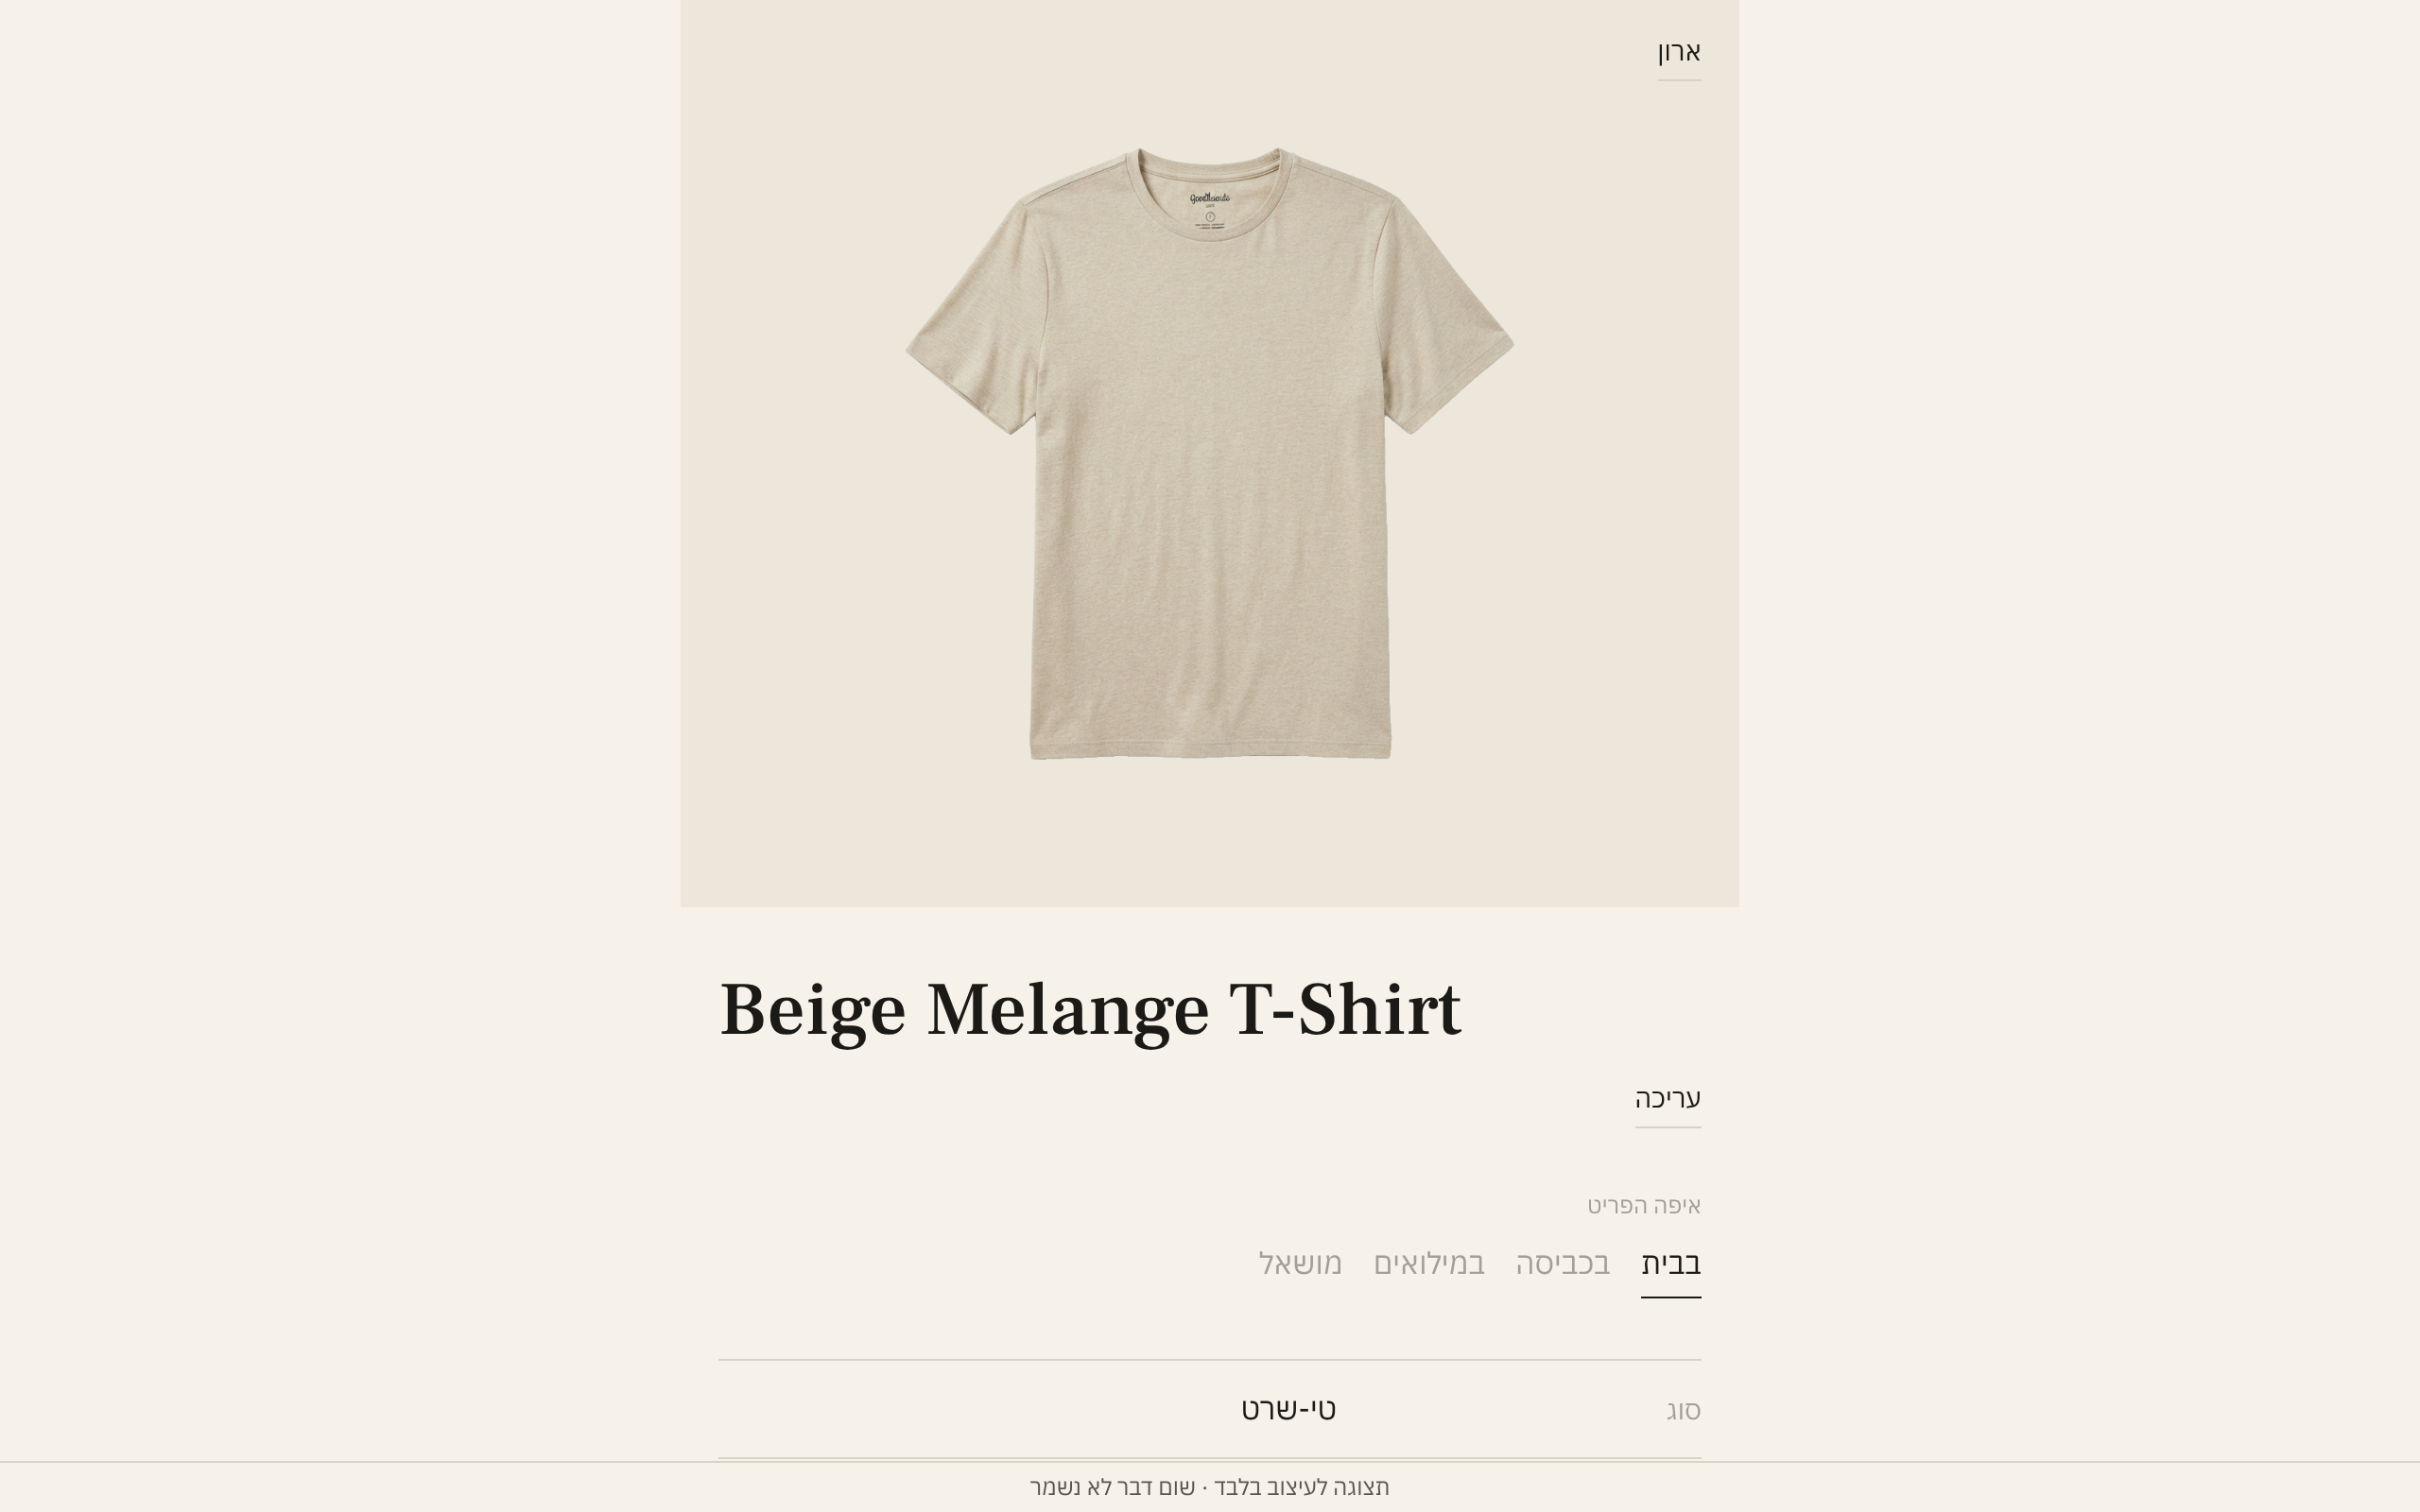 ארון
Beige Melange T-Shirt
עריכה
איפה הפריט
בבית בכביסה במילואים מושאל
סוג טי-שרט
תצוגה לעיצוב בלבד · שום דבר לא נשמר